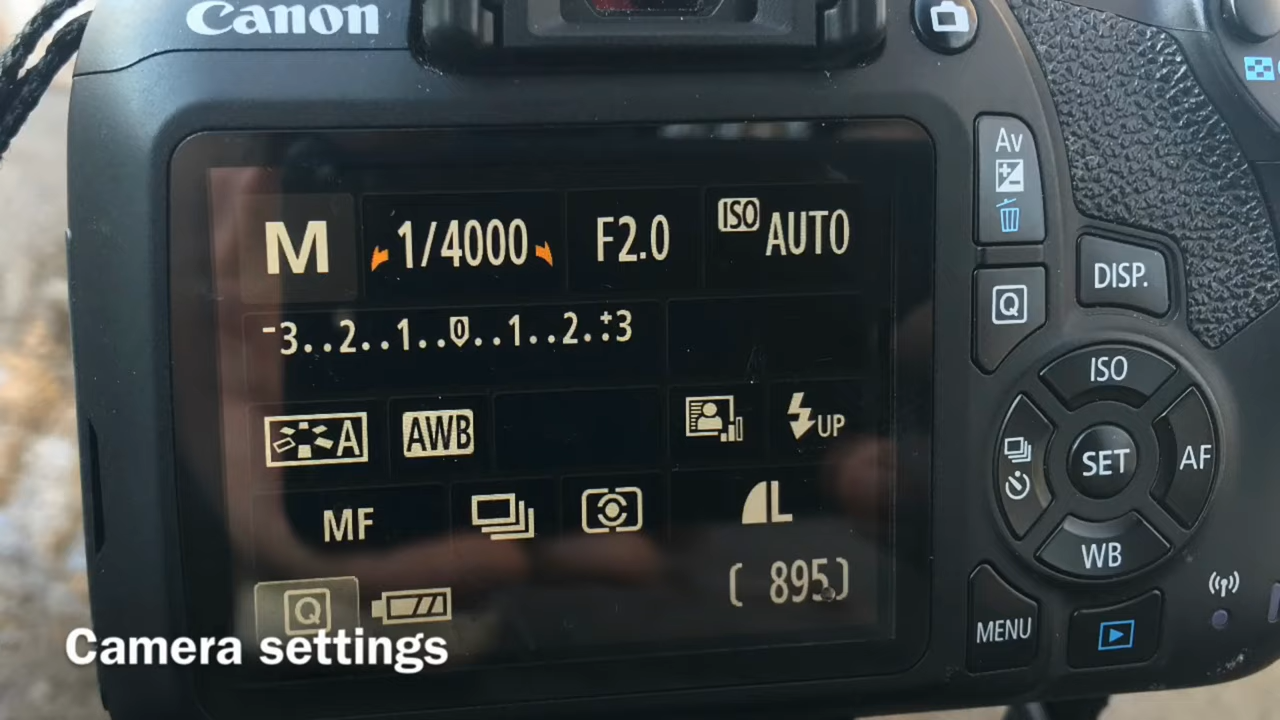 Canon
M 1/4000 F2.0 ISO AUTO
-3..2..1..0..1..2..+3
A AWB UP
MF L
Q [ 895]
Camera settings
Av
Q DISP.
ISO
SET AF
WB
MENU